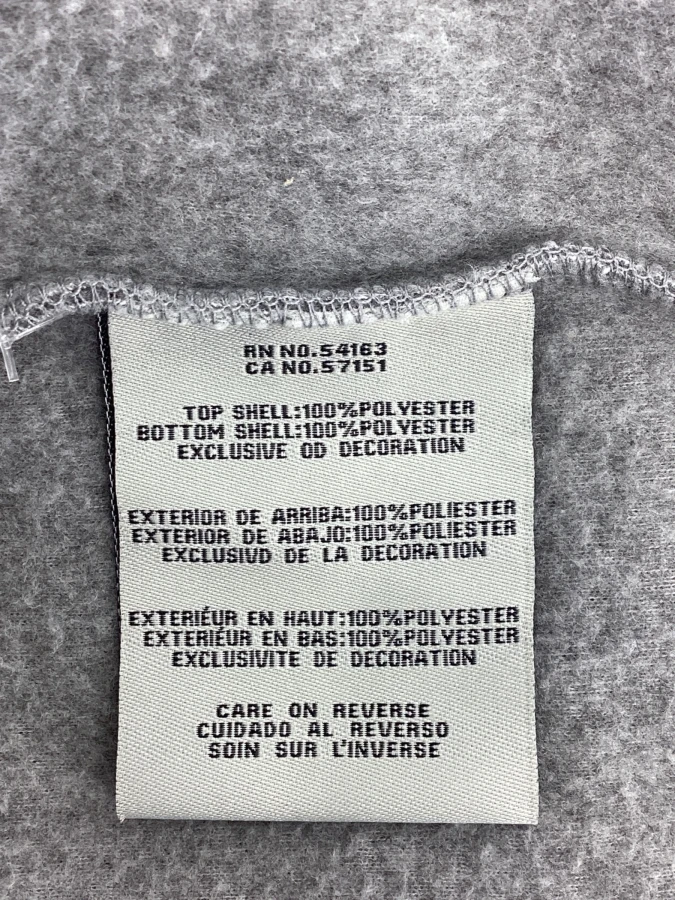 RN NO.54163
CA NO.57151
TOP SHELL:100%POLYESTER
BOTTOM SHELL:100%POLYESTER
EXCLUSIVE OD DECORATION
EXTERIOR DE ARRIBA:100%POLIESTER
EXTERIOR DE ABAJO:100%POLIESTER
EXCLUSIVD DE LA DECORATION
EXTERIÉUR EN HAUT:100%POLYESTER
EXTERIÉUR EN BAS:100%POLYESTER
EXCLUSIVITE DE DECORATION
CARE ON REVERSE
CUIDADO AL REVERSO
SOIN SUR L'INVERSE